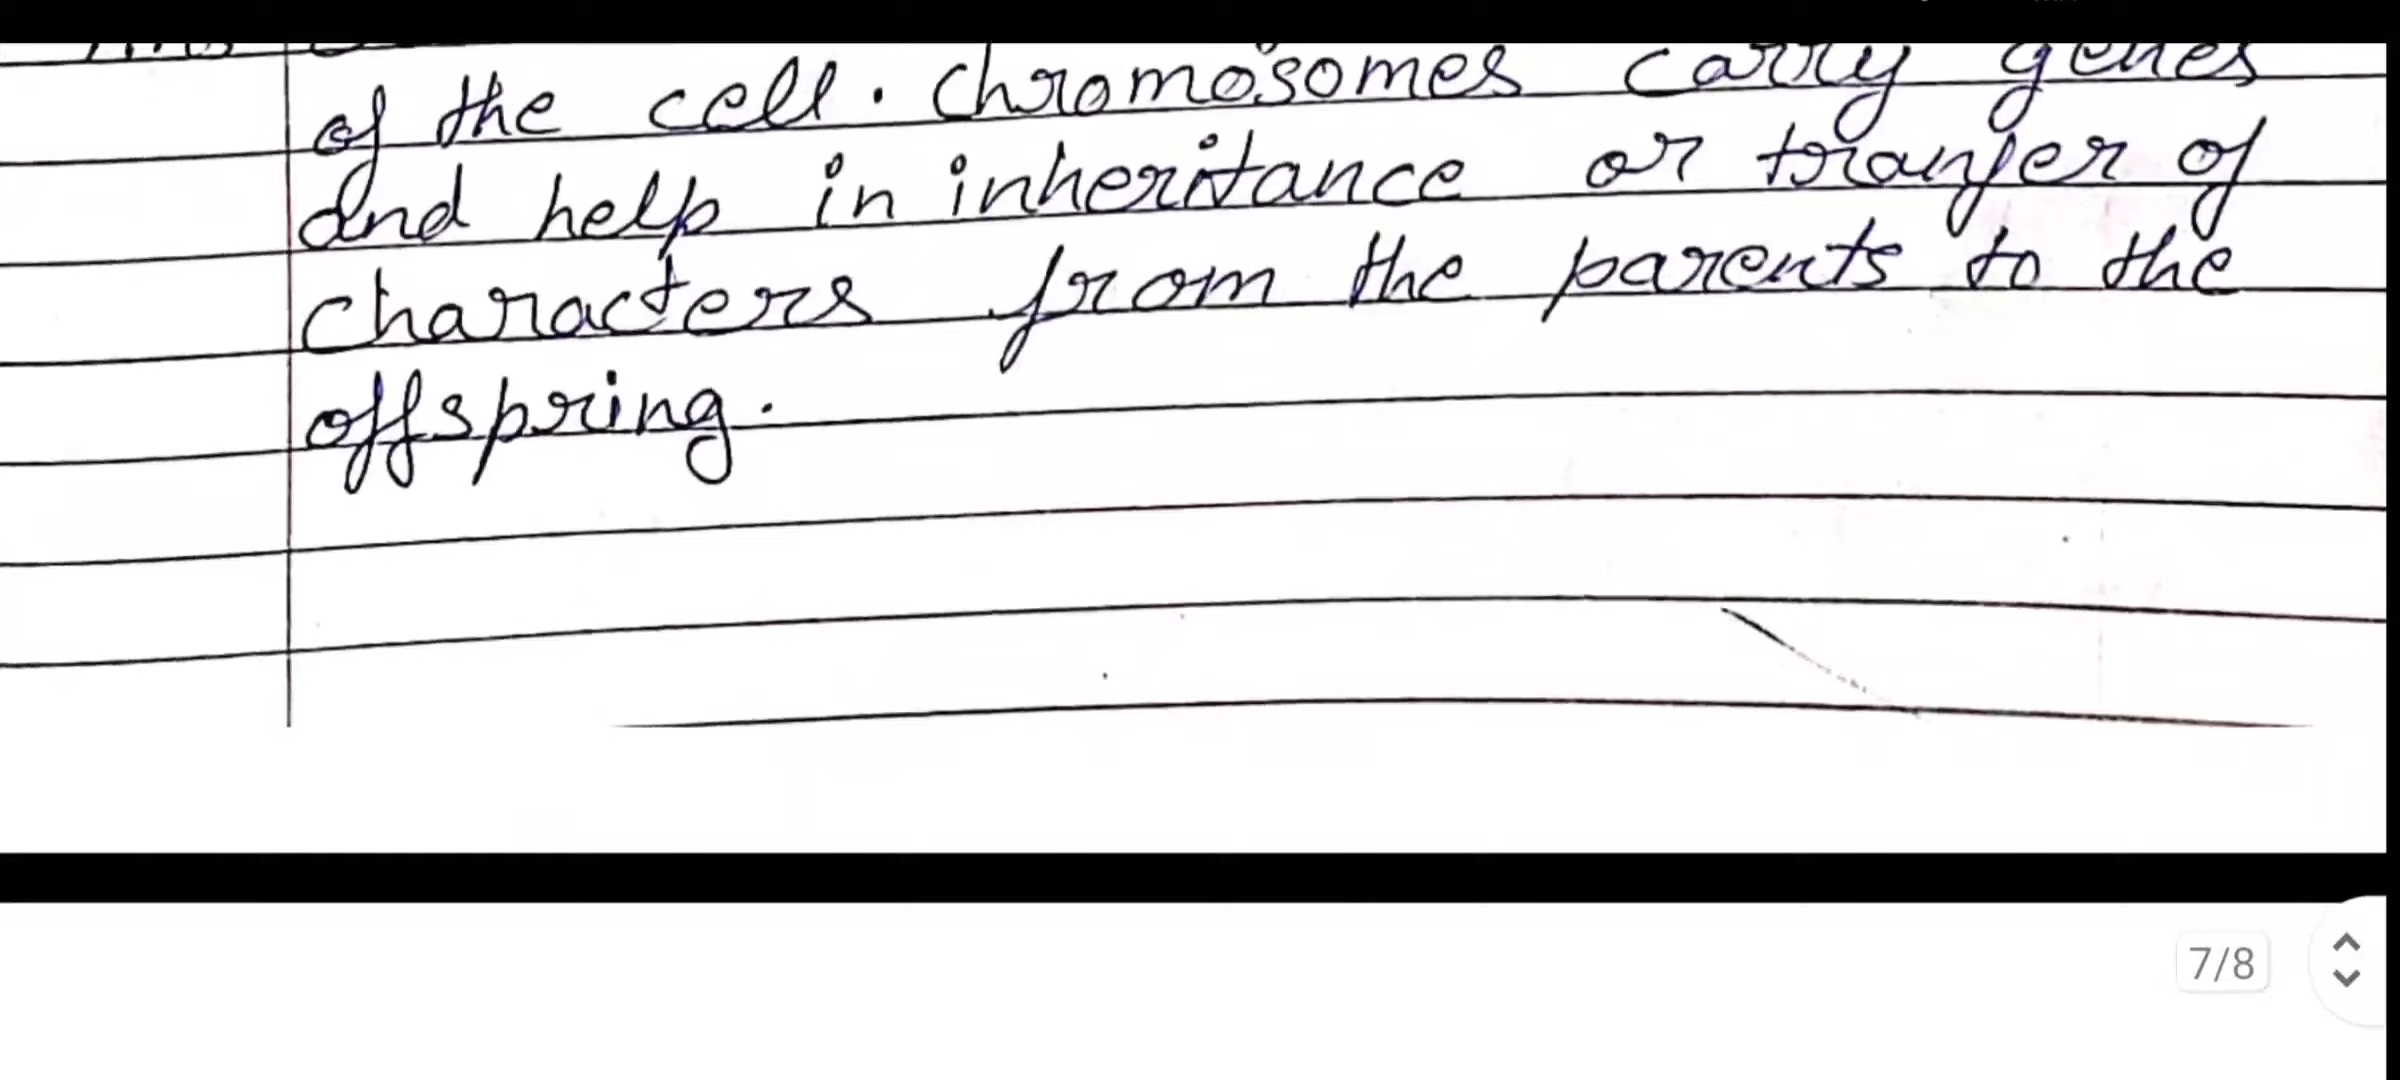 of the cell. Chromosomes carry genes
and help in inheritance or tranfer of
characters from the parents to the
offspring.
7/8